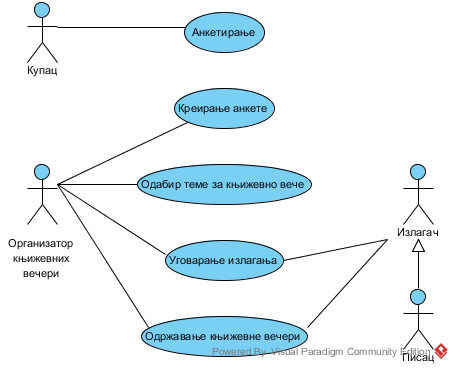 Анкетирање
Купац
Креирање анкете
Одабир теме за књижевно вече
Организатор
књижевних
вечери
Излагач
Уговарање излагања
Одржавање књижевне вечери
Powered By Visual Paradigm Community Edition
Писац